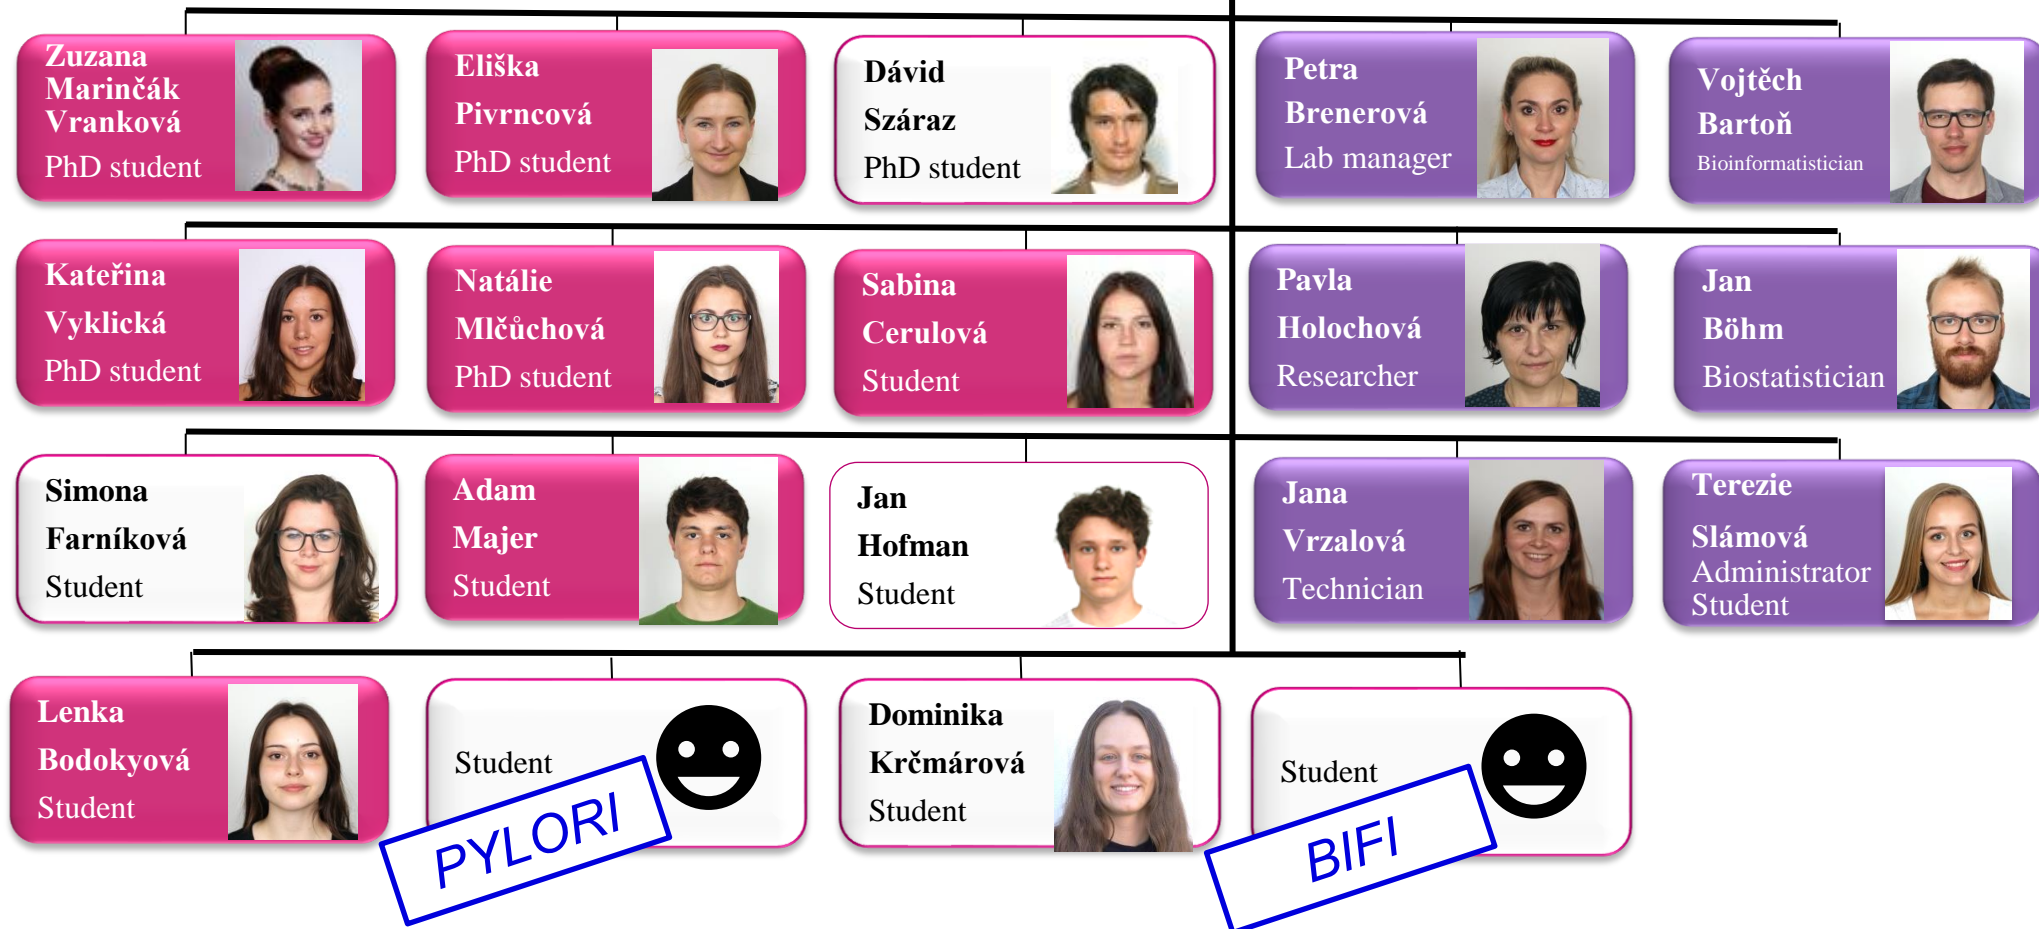 Zuzana
Marinčák
Vranková
PhD student
Eliška
Pivrncová
PhD student
Dávid
Száraz
PhD student
Petra
Brenerová
Lab manager
Vojtěch
Bartoň
Bioinformatistician
Kateřina
Vyklická
PhD student
Natálie
Mlčůchová
PhD student
Sabina
Cerulová
Student
Pavla
Holochová
Researcher
Jan
Böhm
Biostatistician
Simona
Farníková
Student
Adam
Majer
Student
Jan
Hofman
Student
Jana
Vrzalová
Technician
Terezie
Slámová
Administrator
Student
Lenka
Bodokyová
Student
Student
PYLORI
Dominika
Krčmárová
Student
Student
BIFI